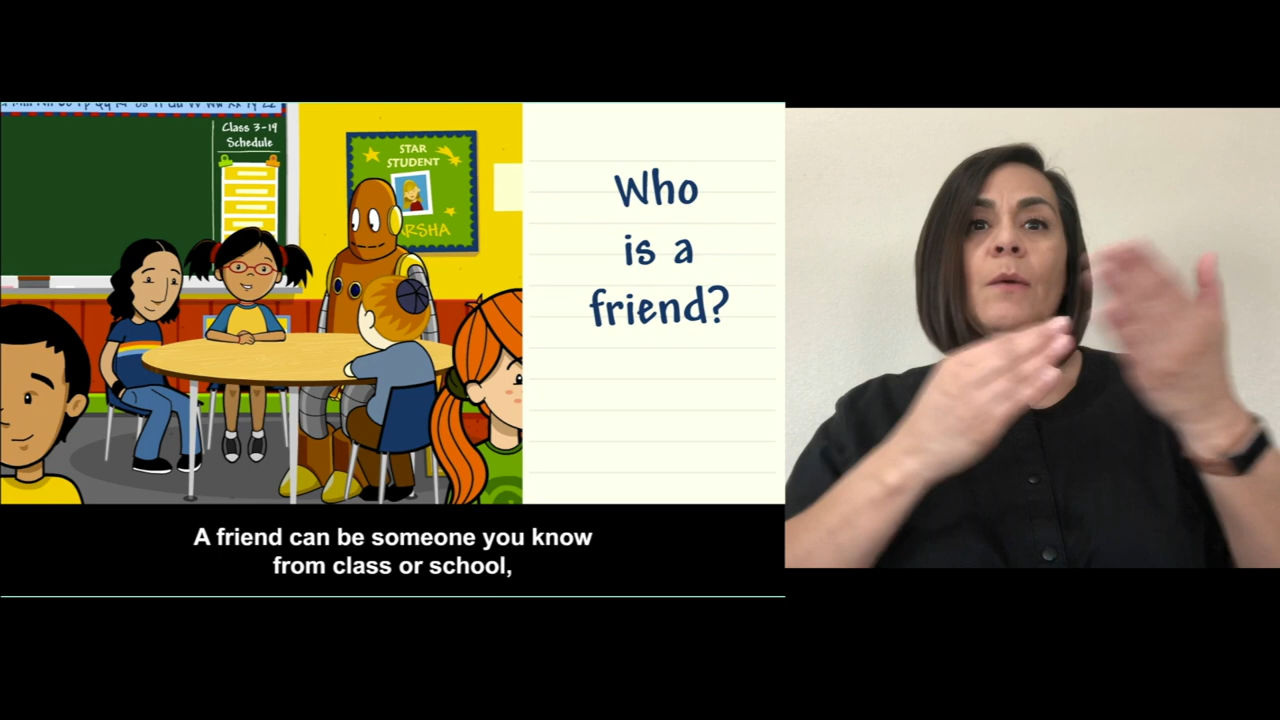 Class 3-19
Schedule
STAR
STUDENT
Who
is a
friend?
A friend can be someone you know
from class or school,